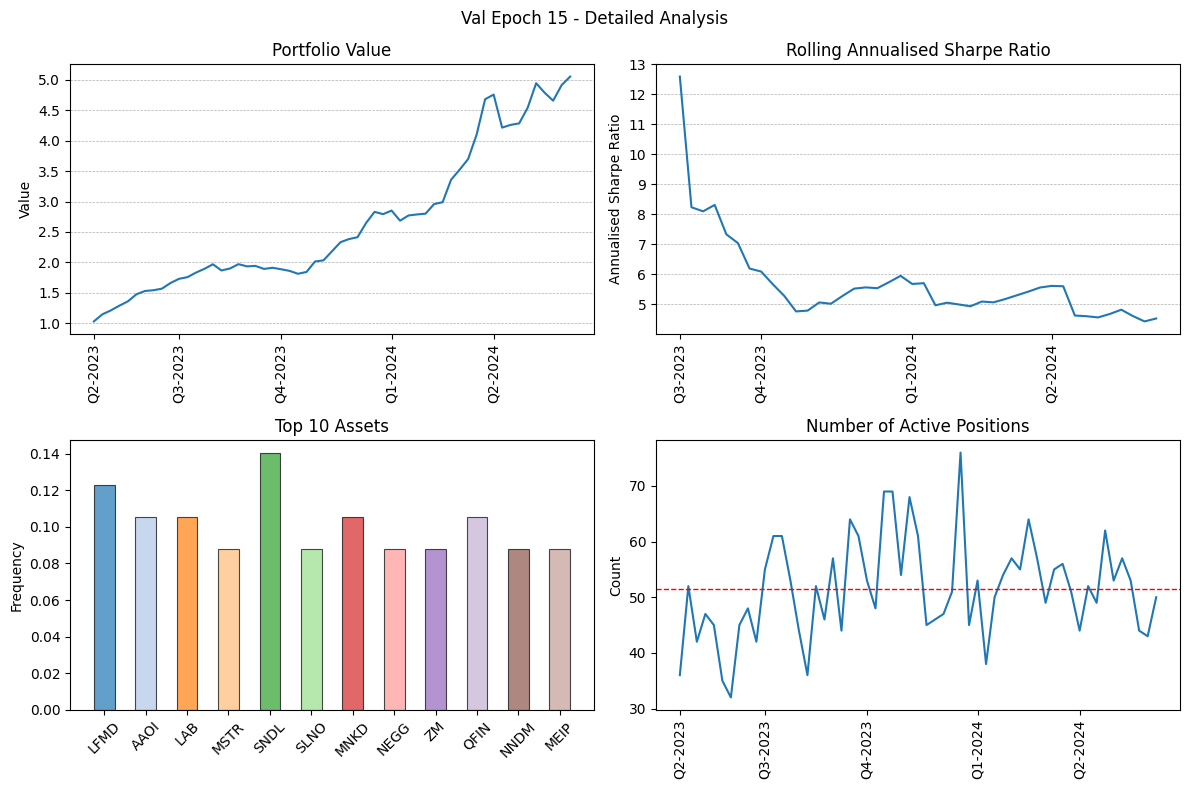 Val Epoch 15 - Detailed Analysis
Portfolio Value
Value
5.0
4.5
4.0
3.5
3.0
2.5
2.0
1.5
1.0
Q2-2023
Q3-2023
Q4-2023
Q1-2024
Q2-2024
Rolling Annualised Sharpe Ratio
Annualised Sharpe Ratio
13
12
11
10
9
8
7
6
5
Q3-2023
Q4-2023
Q1-2024
Q2-2024
Top 10 Assets
Frequency
0.14
0.12
0.10
0.08
0.06
0.04
0.02
0.00
LFMD
AAOI
LAB
MSTR
SNDL
SLNO
MNKD
NEGG
ZM
QFIN
NNDM
MEIP
Number of Active Positions
Count
70
60
50
40
30
Q2-2023
Q3-2023
Q4-2023
Q1-2024
Q2-2024